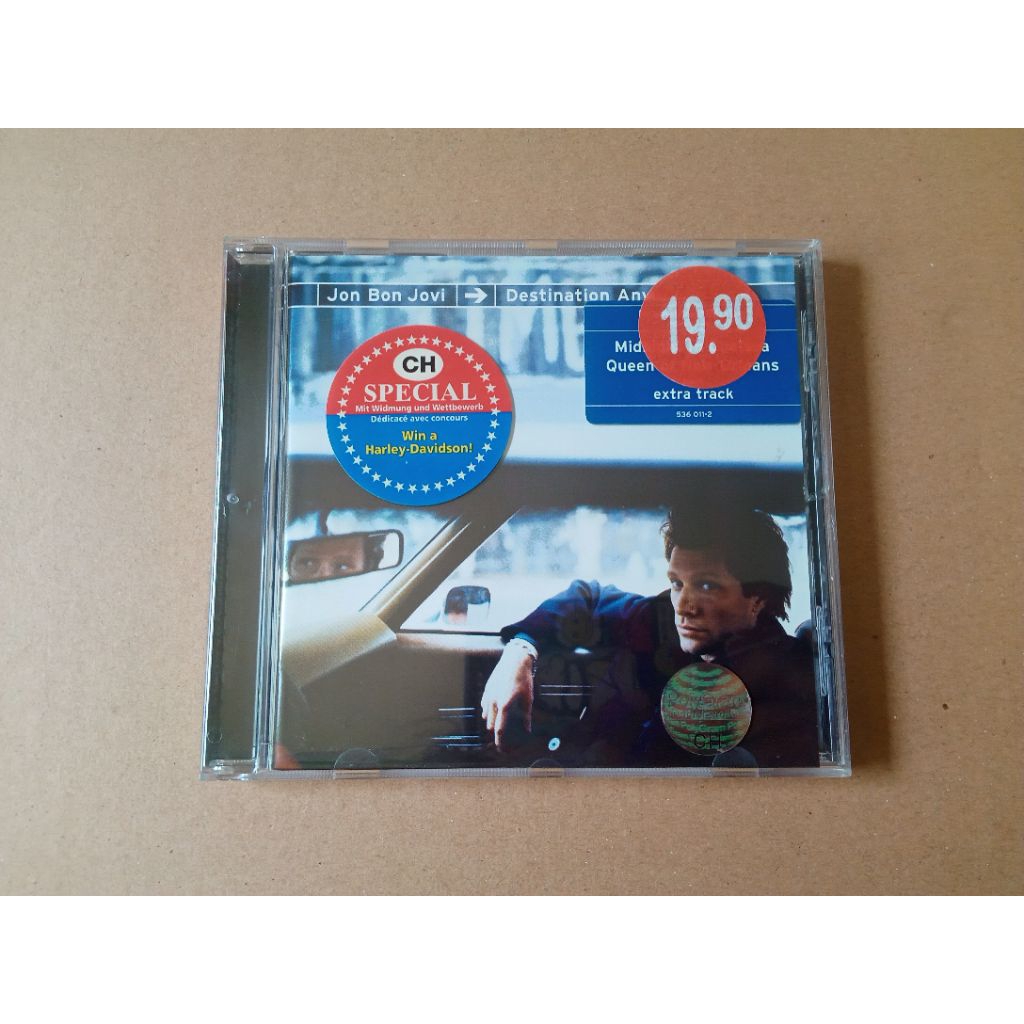 Jon Bon Jovi → Destination Any
19.90
Mid a
Queen ans
extra track
536 011-2
CH
SPECIAL
Mit Widmung und Wettbewerb
Dédicacé avec concours
Win a
Harley-Davidson!